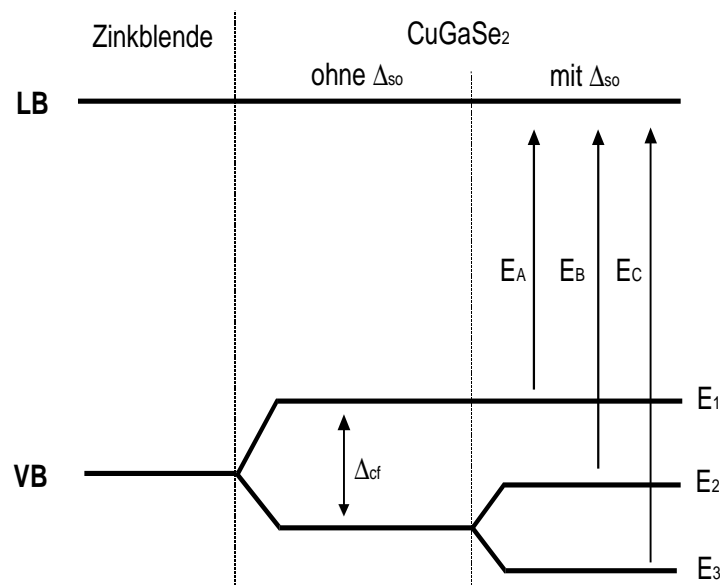 Zinkblende
CuGaSe₂
ohne Δso
mit Δso
LB
EA
EB
EC
E1
VB
Δcf
E2
E3